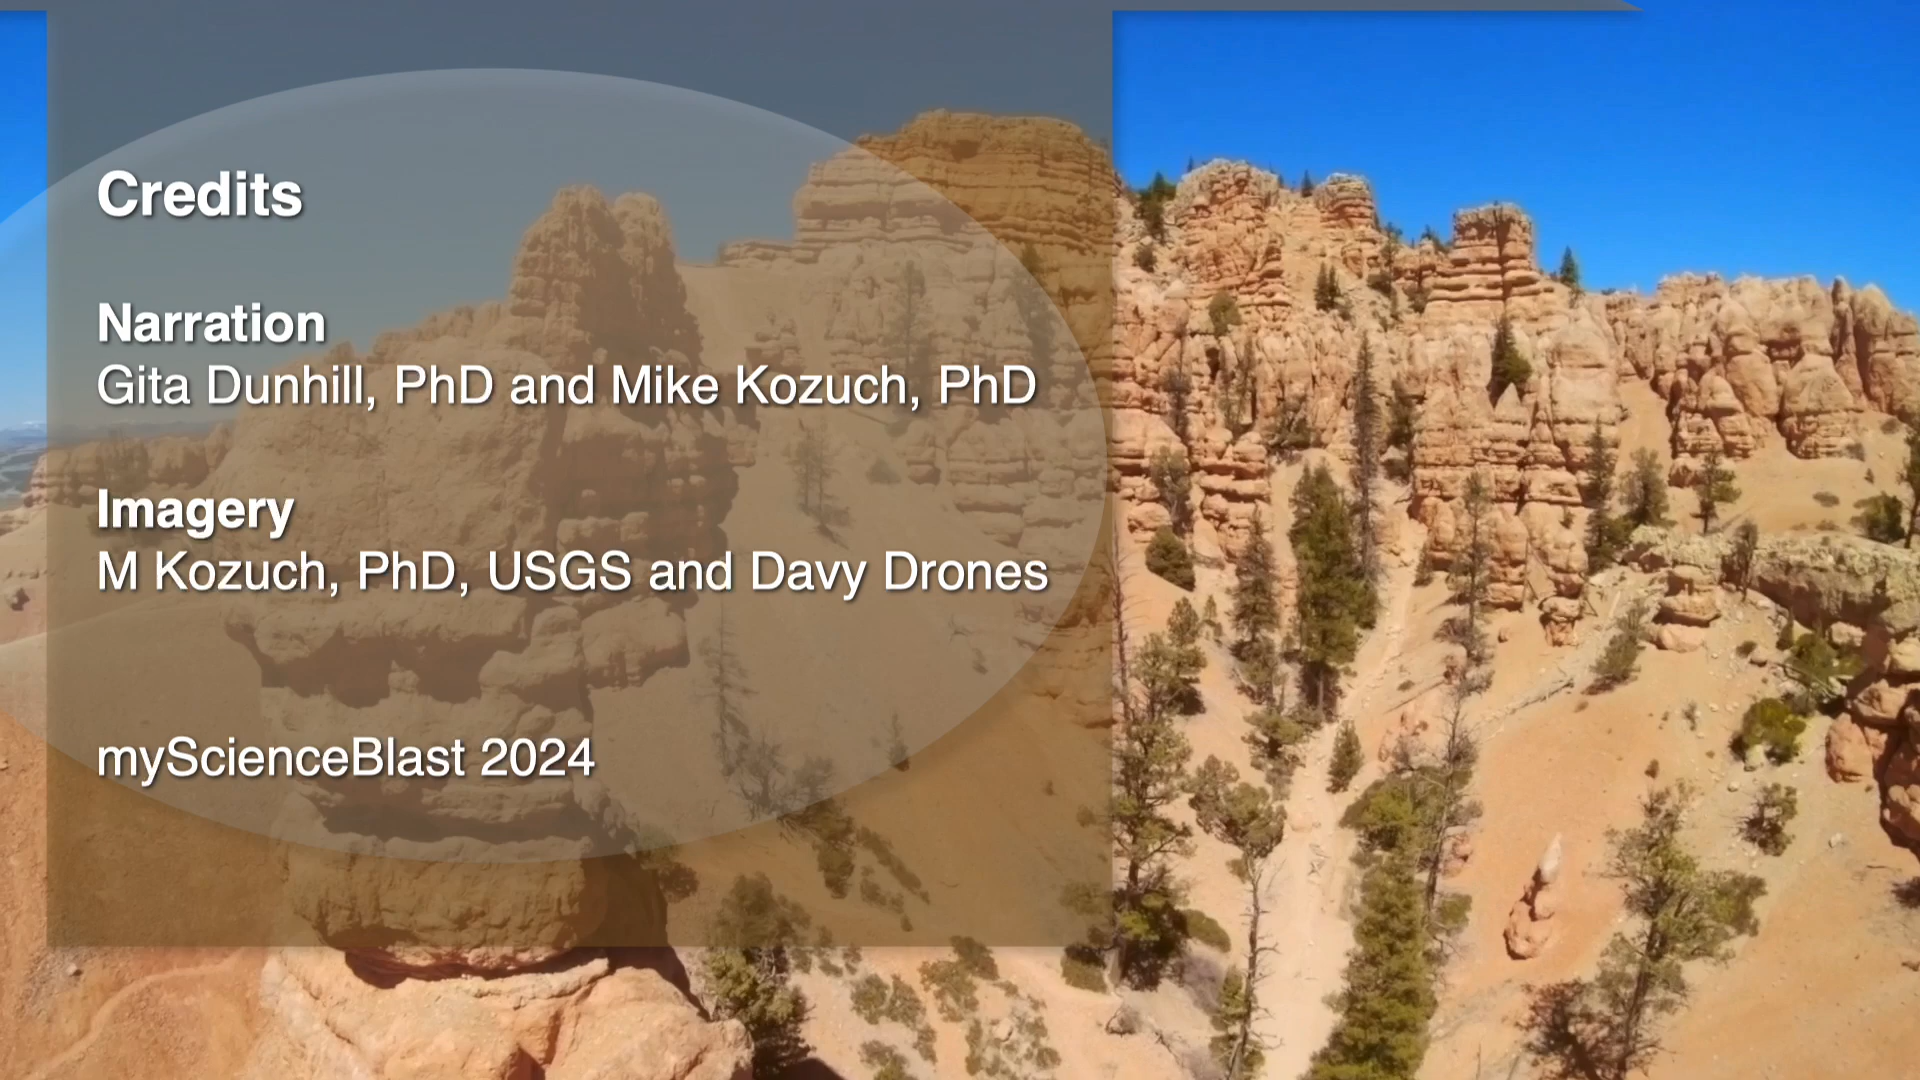 Credits
Narration
Gita Dunhill, PhD and Mike Kozuch, PhD
Imagery
M Kozuch, PhD, USGS and Davy Drones
myScienceBlast 2024